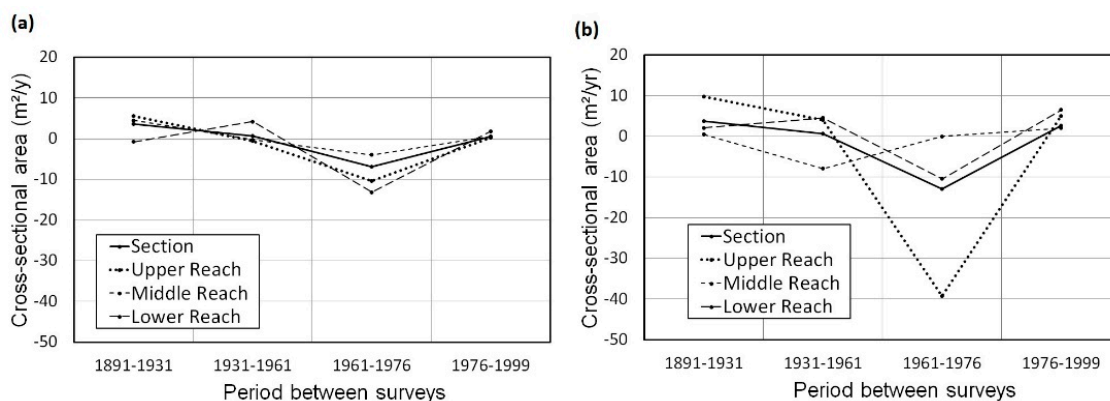 (a)
20
10
0
-10
-20
-30
-40
-50
Cross-sectional area (m²/y)
Section
Upper Reach
Middle Reach
Lower Reach
1891-1931 1931-1961 1961-1976 1976-1999
Period between surveys
(b)
20
10
0
-10
-20
-30
-40
-50
Cross-sectional area (m²/yr)
Section
Upper Reach
Middle Reach
Lower Reach
1891-1931 1931-1961 1961-1976 1976-1999
Period between surveys